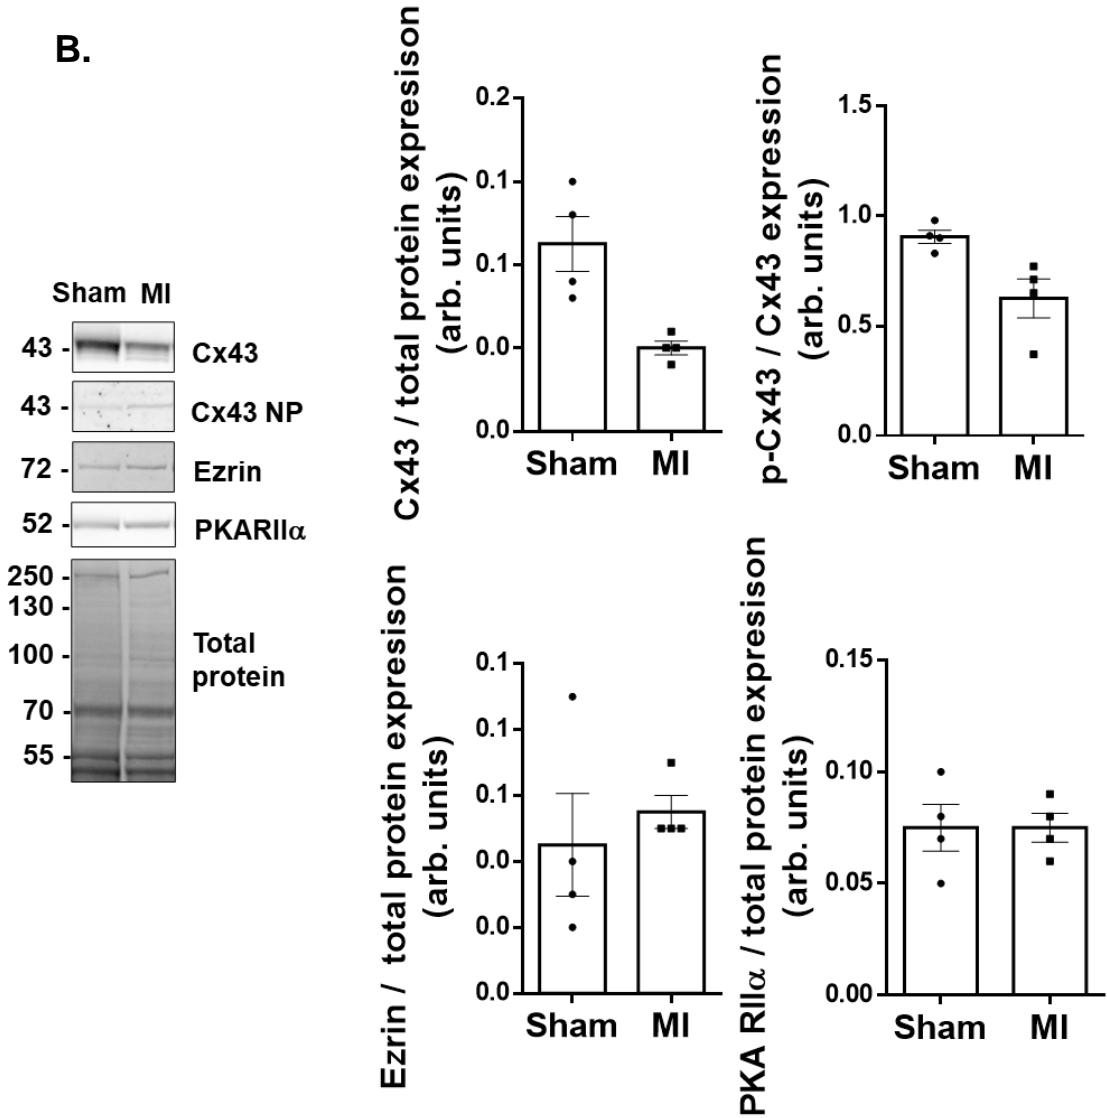 B.
Sham MI
43 - Cx43
43 - Cx43 NP
72 - Ezrin
52 - PKARIIα
250 -
130 -
100 -
70 -
55 -
Total
protein
Cx43 / total protein expresison
(arb. units)
0.2
0.1
0.1
0.0
0.0
Sham MI
p-Cx43 / Cx43 expression
(arb. units)
1.5
1.0
0.5
0.0
Sham MI
Ezrin / total protein expresison
(arb. units)
0.1
0.1
0.1
0.0
0.0
0.0
Sham MI
PKA RIIα / total protein expresison
(arb. units)
0.15
0.10
0.05
0.00
Sham MI